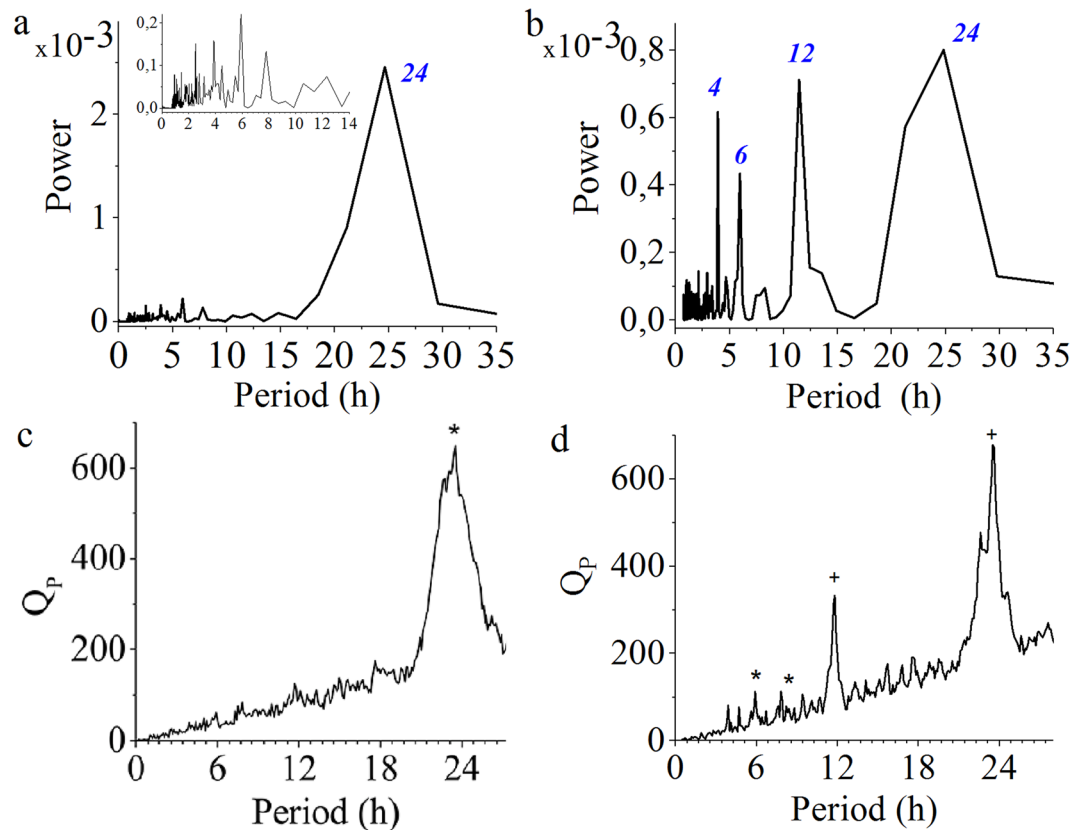 a
x10-3
Power
2
1
0
0 5 10 15 20 25 30 35
Period (h)
24
0,2
0,1
0,0
0 2 4 6 8 10 12 14
b
x10-3
Power
0,8
0,6
0,4
0,2
0,0
0 5 10 15 20 25 30 35
Period (h)
4
6
12
24
c
QP
600
400
200
0
0 6 12 18 24
Period (h)
*
d
QP
600
400
200
0
0 6 12 18 24
Period (h)
* * + +